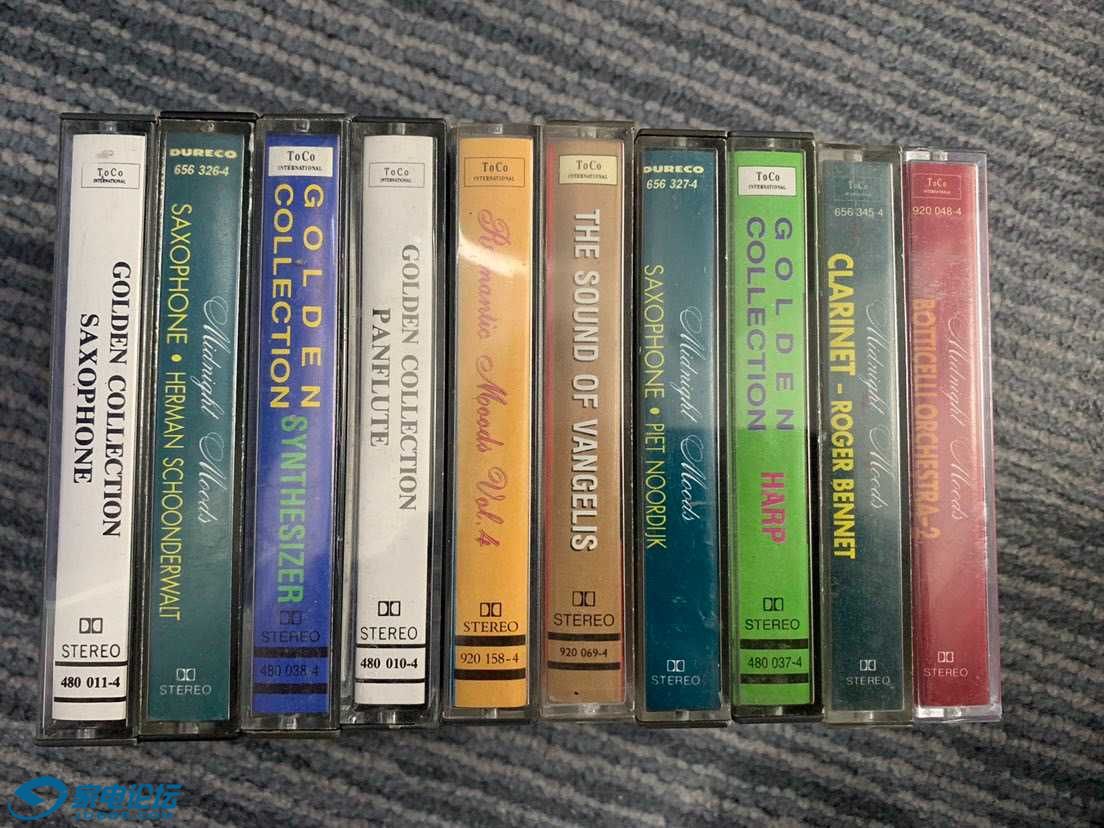 ToCo
INTERNATIONAL
GOLDEN COLLECTION
SAXOPHONE
STEREO
480 011-4
DURECO
656 326-4
Midnight Moods
SAXOPHONE • HERMAN SCHOONDERWALT
STEREO
ToCo
INTERNATIONAL
GOLDEN
COLLECTION
SYNTHESIZER
STEREO
480 038-4
ToCo
INTERNATIONAL
GOLDEN COLLECTION
PANFLUTE
STEREO
480 010-4
ToCo
INTERNATIONAL
Romantic Moods Vol. 4
STEREO
920 158-4
ToCo
INTERNATIONAL
THE SOUND OF VANGELIS
STEREO
920 069-4
DURECO
656 327-4
Midnight Moods
SAXOPHONE • PIET NOORDIJK
STEREO
ToCo
INTERNATIONAL
GOLDEN
COLLECTION
HARP
STEREO
480 037-4
ToCo
INTERNATIONAL
656 345 4
Midnight Moods
CLARINET - ROGER BENNET
STEREO
ToCo
INTERNATIONAL
920 048-4
Midnight Moods
BOTTICELLI ORCHESTRA-2
STEREO
家电论坛